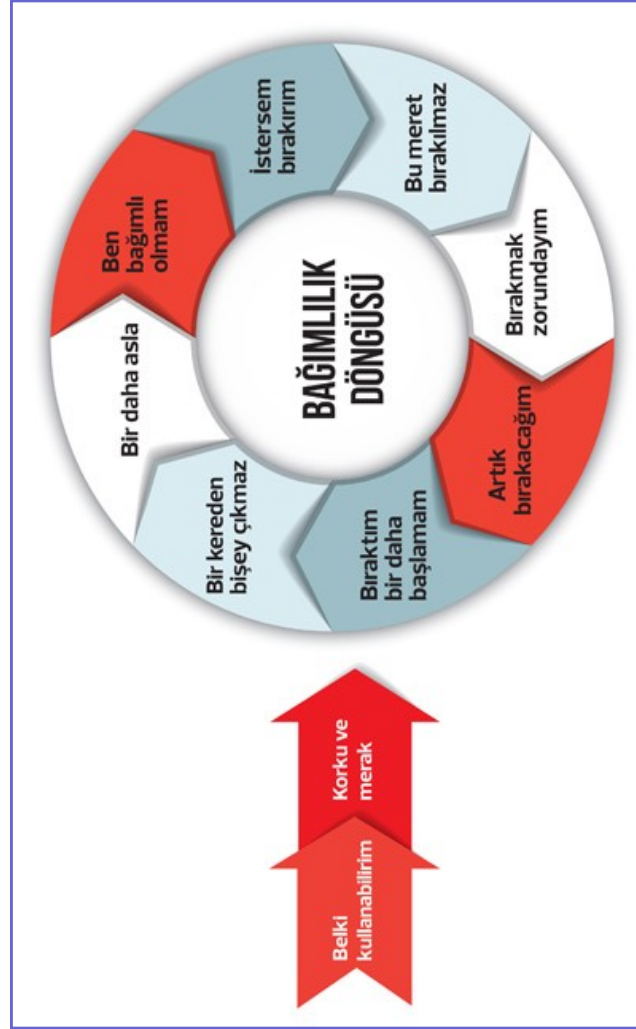 Belki
kullanabilirim
Korku ve
merak
BAĞIMLILIK
DÖNGÜSÜ
Bir kereden
bişey çıkmaz
Bir daha asla
Ben
bağımlı
olmam
İstersem
bırakırım
Bu meret
bırakılmaz
Bırakmak
zorundayım
Artık
bırakacağım
Bıraktım
bir daha
başlamam